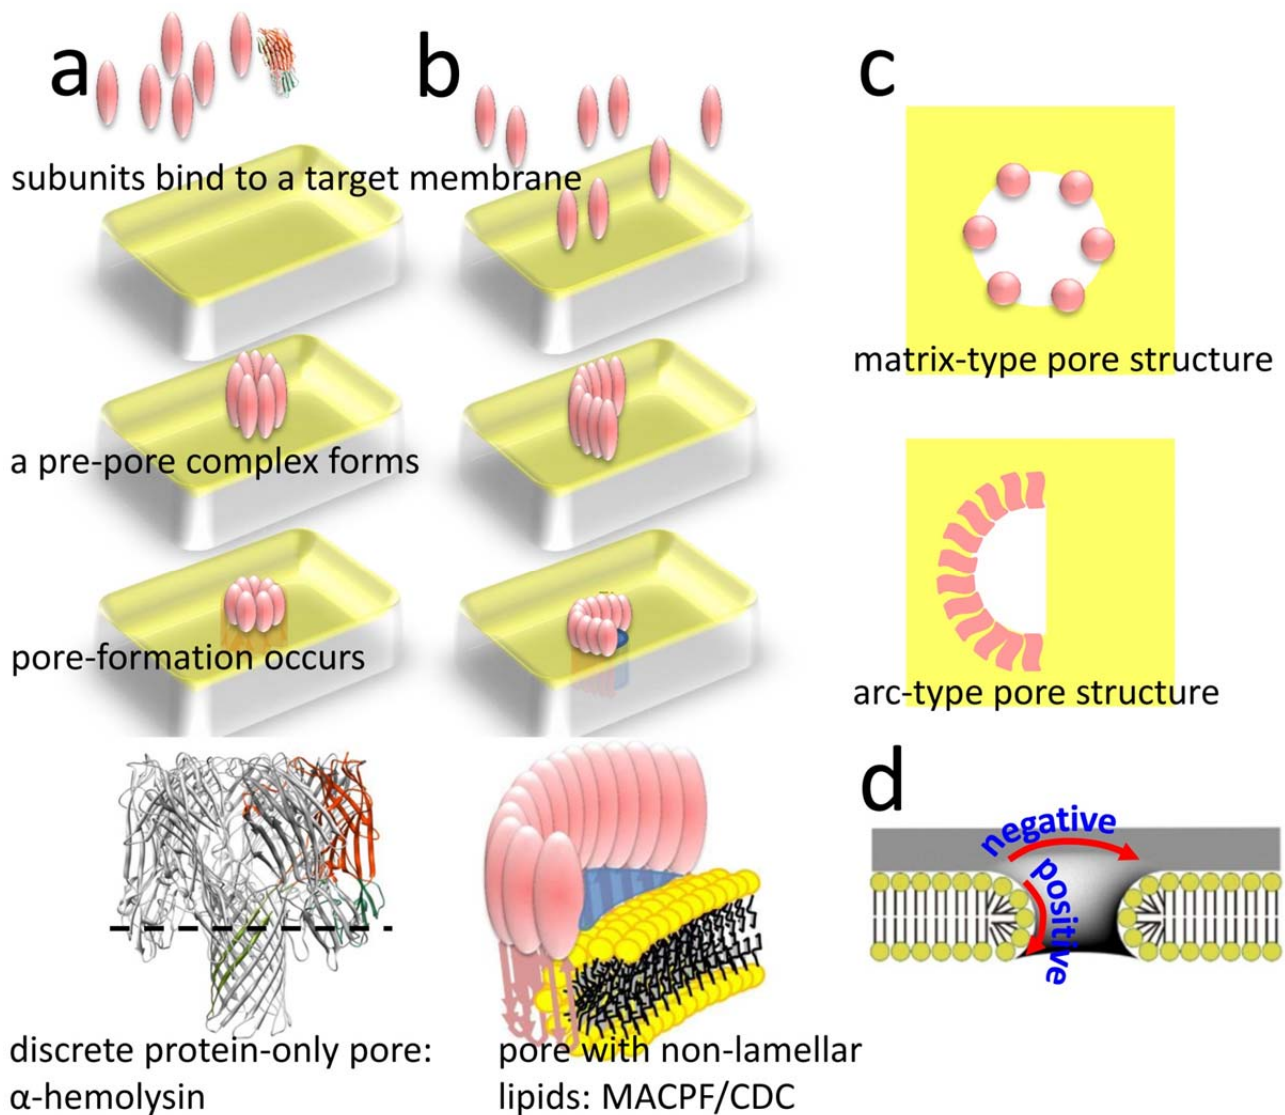 a
b
c
subunits bind to a target membrane
matrix-type pore structure
a pre-pore complex forms
pore-formation occurs
arc-type pore structure
d
negative
positive
discrete protein-only pore:
α-hemolysin
pore with non-lamellar
lipids: MACPF/CDC